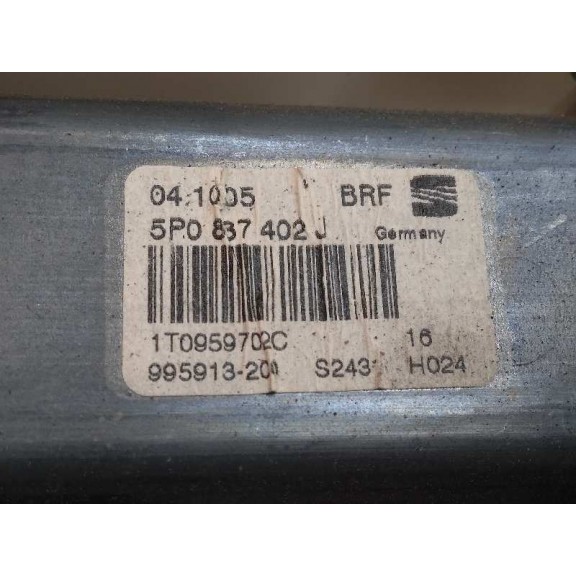 04.1005 BRF
5P0 837 402 J Germany
1T0959702C 16
995913-200 S243 H024